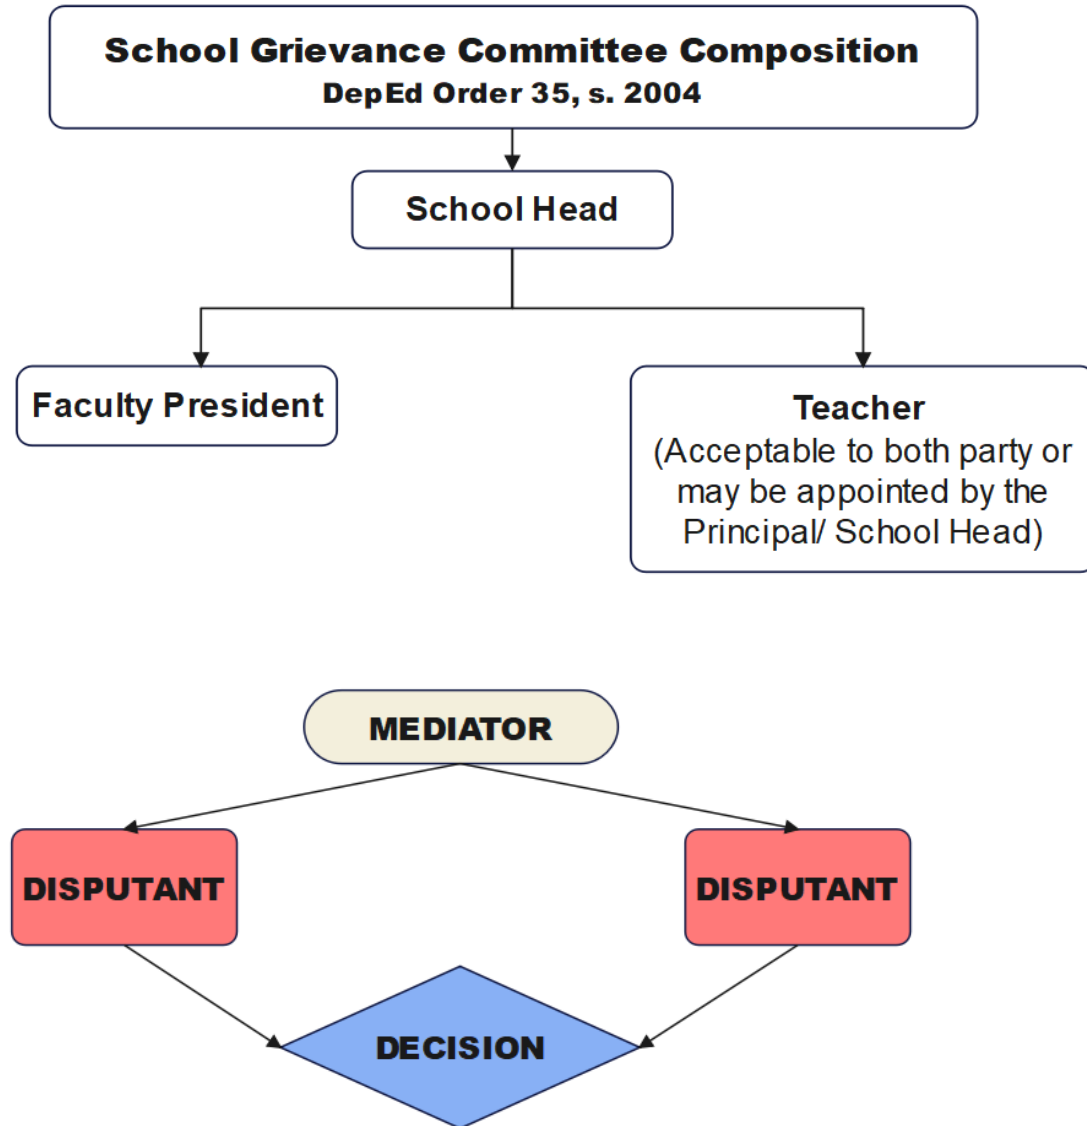 School Grievance Committee Composition
DepEd Order 35, s. 2004
School Head
Faculty President
Teacher
(Acceptable to both party or
may be appointed by the
Principal/ School Head)
MEDIATOR
DISPUTANT
DISPUTANT
DECISION